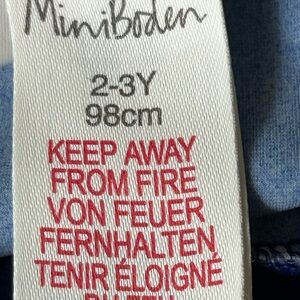 MiniBoden
2-3Y
98cm
KEEP AWAY
FROM FIRE
VON FEUER
FERNHALTEN
TENIR ÉLOIGNÉ